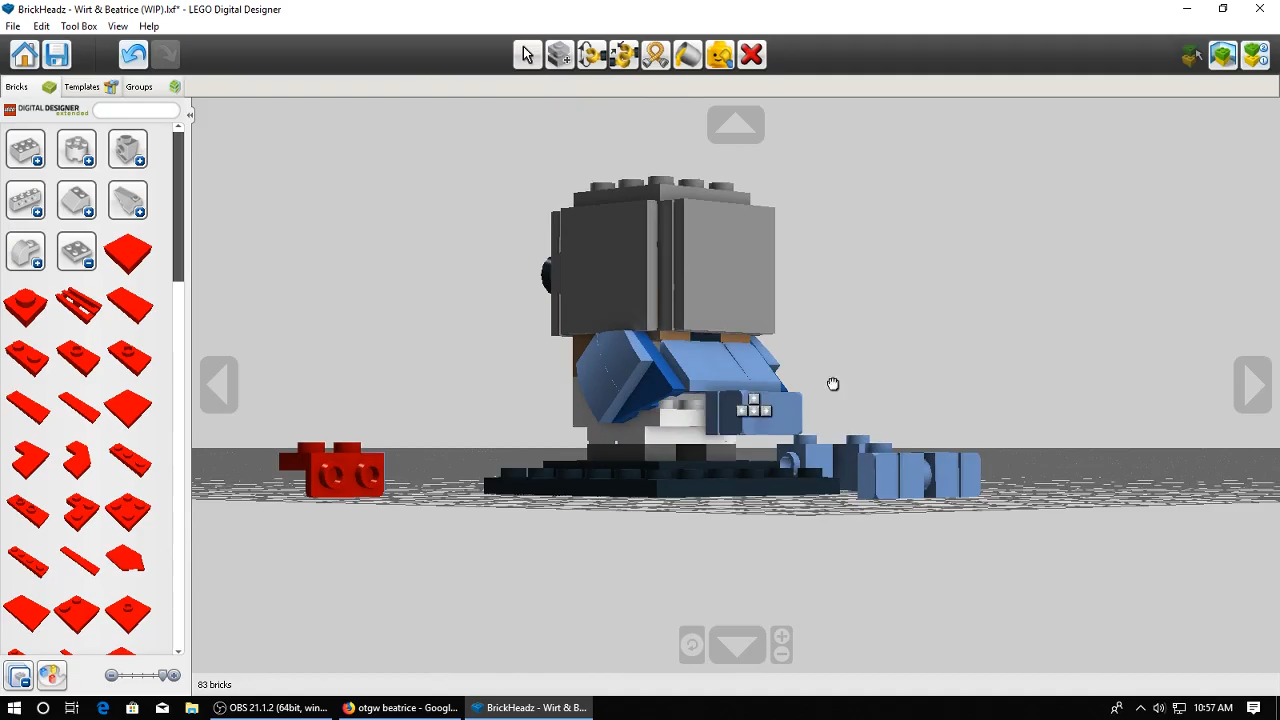 BrickHeadz - Wirt & Beatrice (WIP).lxf* - LEGO Digital Designer
File Edit Tool Box View Help
Bricks Templates Groups
LEGO DIGITAL DESIGNER
extended
83 bricks
OBS 21.1.2 (64bit, win... otgw beatrice - Googl... BrickHeadz - Wirt & B... 10:57 AM